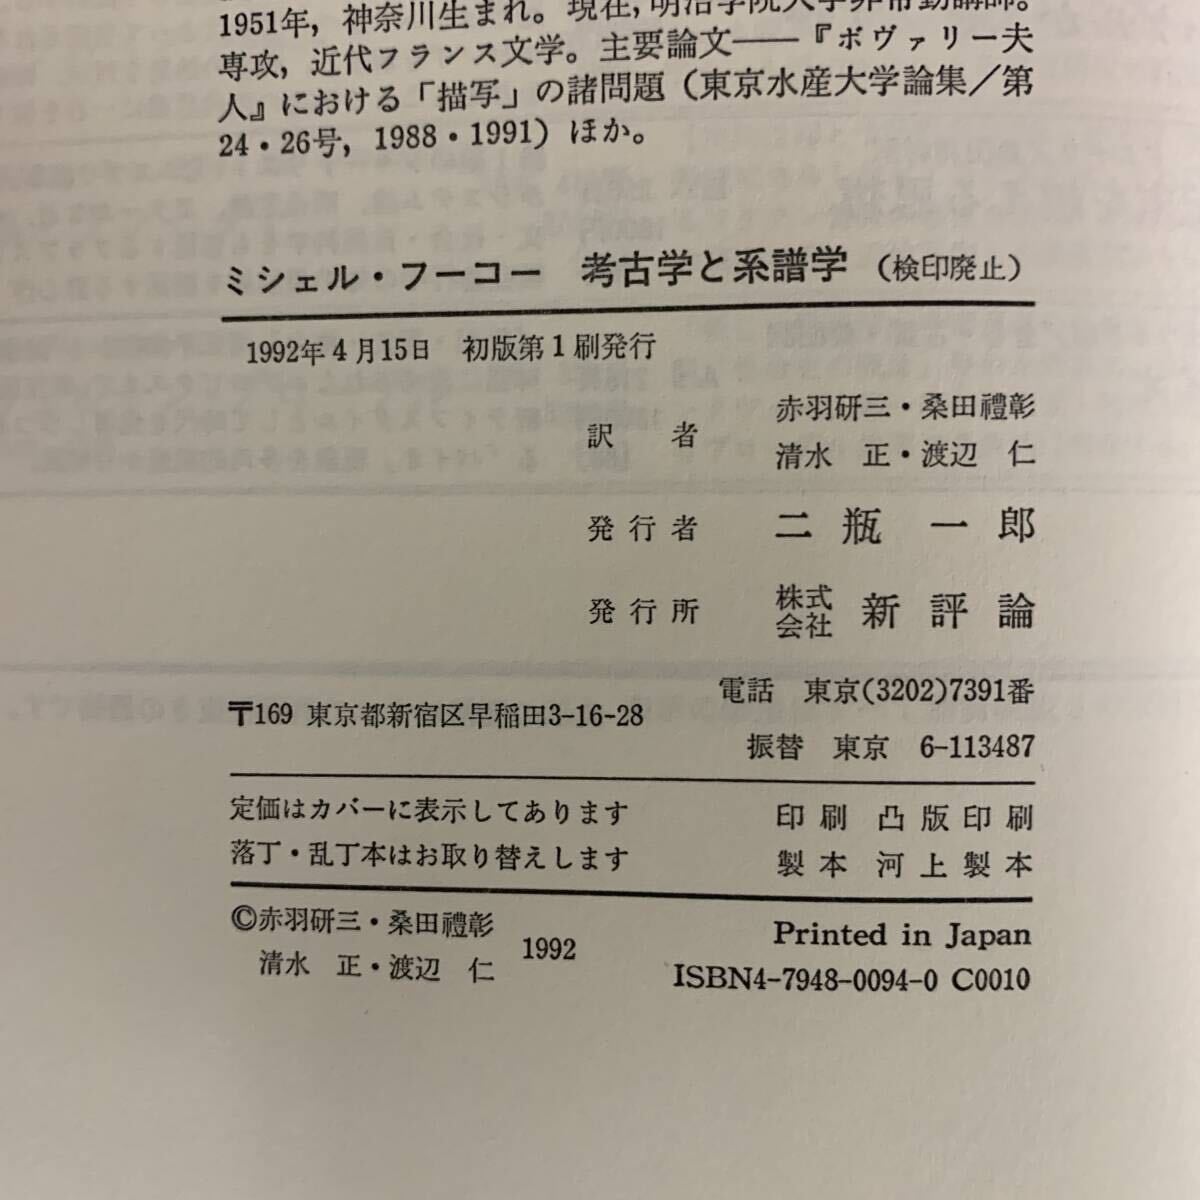 1951年，神奈川生まれ。現在，明治学院大学非常勤講師。
専攻，近代フランス文学。主要論文――『ボヴァリー夫
人』における「描写」の諸問題（東京水産大学論集／第
24・26号，1988・1991）ほか。
ミシェル・フーコー　考古学と系譜学　（検印廃止）
1992年4月15日　初版第1刷発行
訳　者　赤羽研三・桑田禮彰
清水　正・渡辺　仁
発行者　二瓶一郎
発行所　株式会社　新評論
〒169 東京都新宿区早稲田3-16-28
電話　東京(3202)7391番
振替　東京　6-113487
定価はカバーに表示してあります
落丁・乱丁本はお取り替えします
印刷　凸版印刷
製本　河上製本
©赤羽研三・桑田禮彰
清水　正・渡辺　仁　1992
Printed in Japan
ISBN4-7948-0094-0 C0010